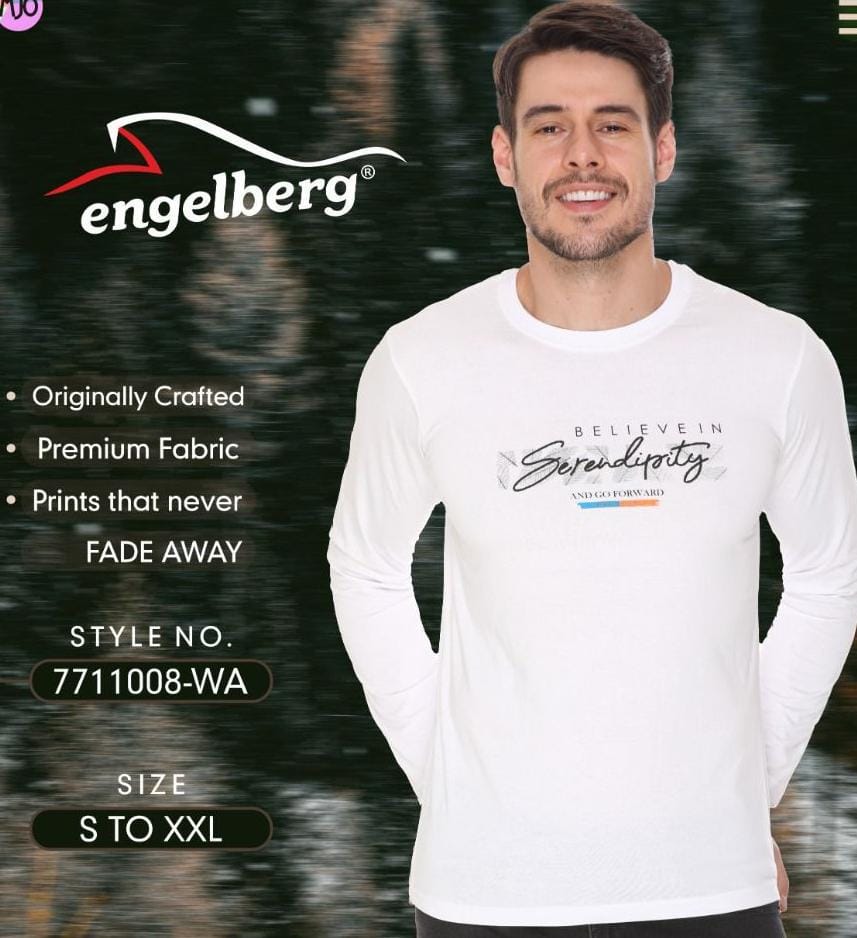 MJO
engelberg®
• Originally Crafted
• Premium Fabric
• Prints that never
FADE AWAY
STYLE NO.
7711008-WA
SIZE
S TO XXL
BELIEVE IN
Serendipity
AND GO FORWARD